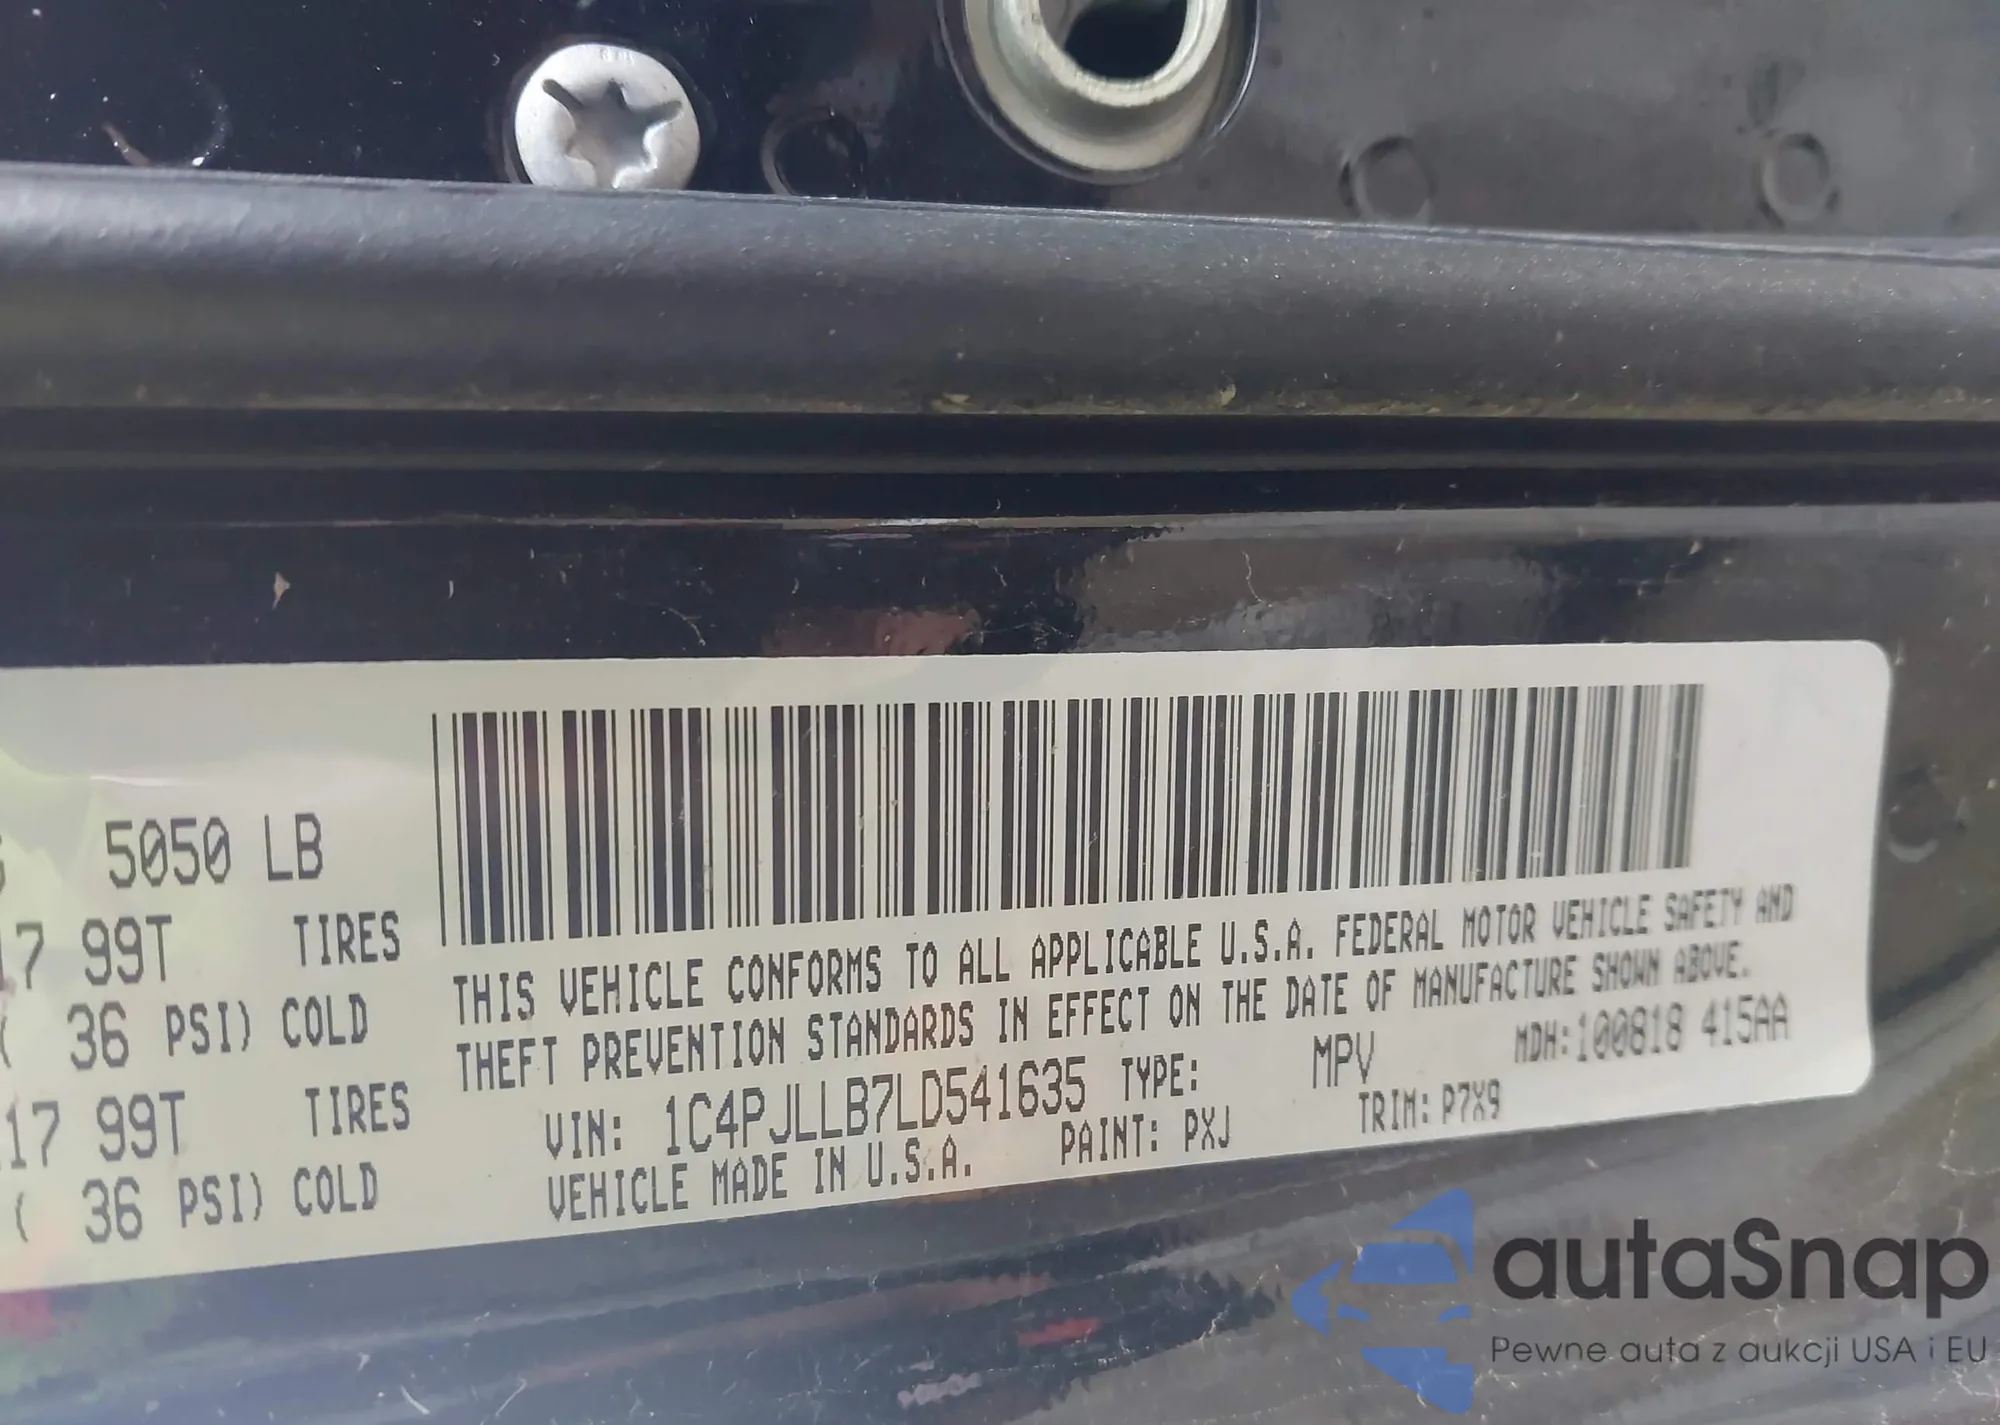 5050 LB
17 99T TIRES
( 36 PSI) COLD
17 99T TIRES
( 36 PSI) COLD
THIS VEHICLE CONFORMS TO ALL APPLICABLE U.S.A. FEDERAL MOTOR VEHICLE SAFETY AND
THEFT PREVENTION STANDARDS IN EFFECT ON THE DATE OF MANUFACTURE SHOWN ABOVE.
VIN: 1C4PJLLB7LD541635 TYPE: MPV MDH:100818 415AA
VEHICLE MADE IN U.S.A. PAINT: PXJ TRIM: P7X9
autaSnap
Pewne auta z aukcji USA i EU